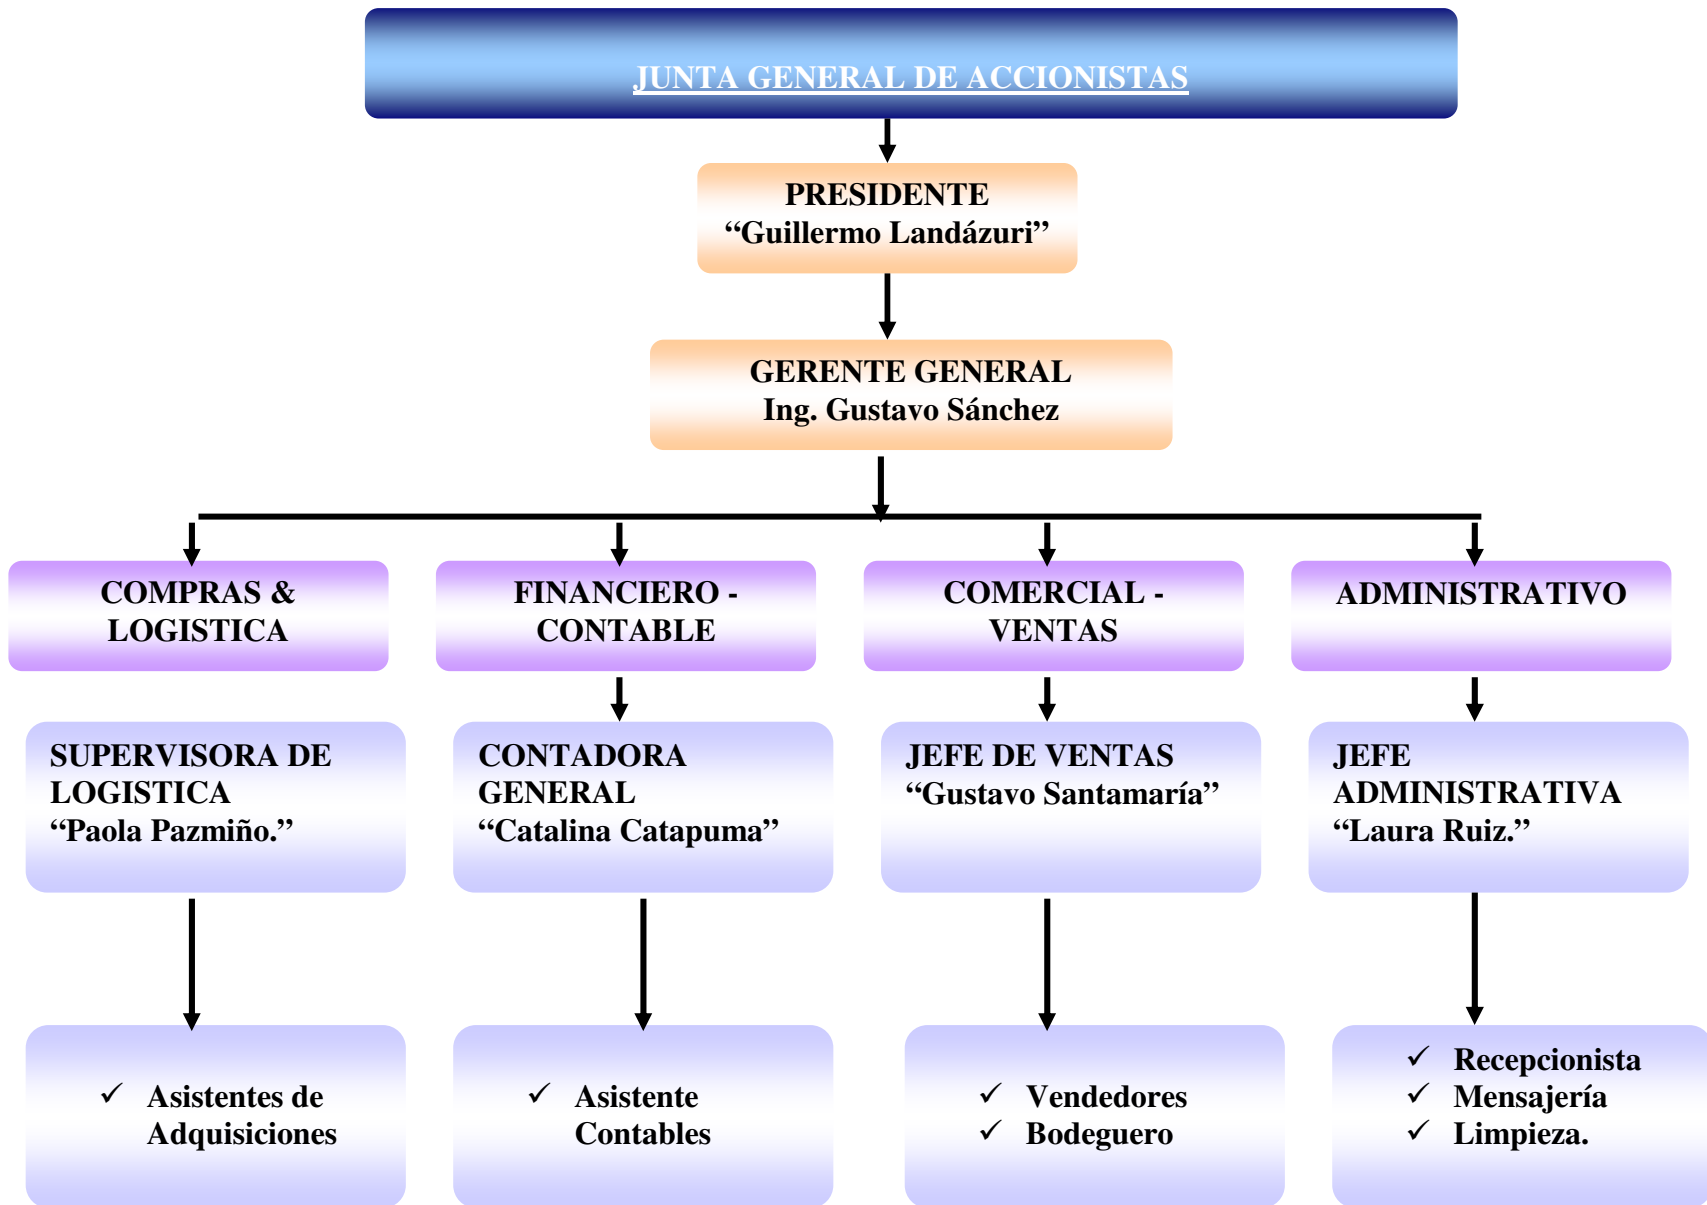 JUNTA GENERAL DE ACCIONISTAS
PRESIDENTE
“Guillermo Landázuri”
GERENTE GENERAL
Ing. Gustavo Sánchez
COMPRAS &
LOGISTICA
FINANCIERO -
CONTABLE
COMERCIAL -
VENTAS
ADMINISTRATIVO
SUPERVISORA DE
LOGISTICA
“Paola Pazmiño.”
CONTADORA
GENERAL
“Catalina Catapuma”
JEFE DE VENTAS
“Gustavo Santamaría”
JEFE
ADMINISTRATIVA
“Laura Ruiz.”
✓ Asistentes de
Adquisiciones
✓ Asistente
Contables
✓ Vendedores
✓ Bodeguero
✓ Recepcionista
✓ Mensajería
✓ Limpieza.